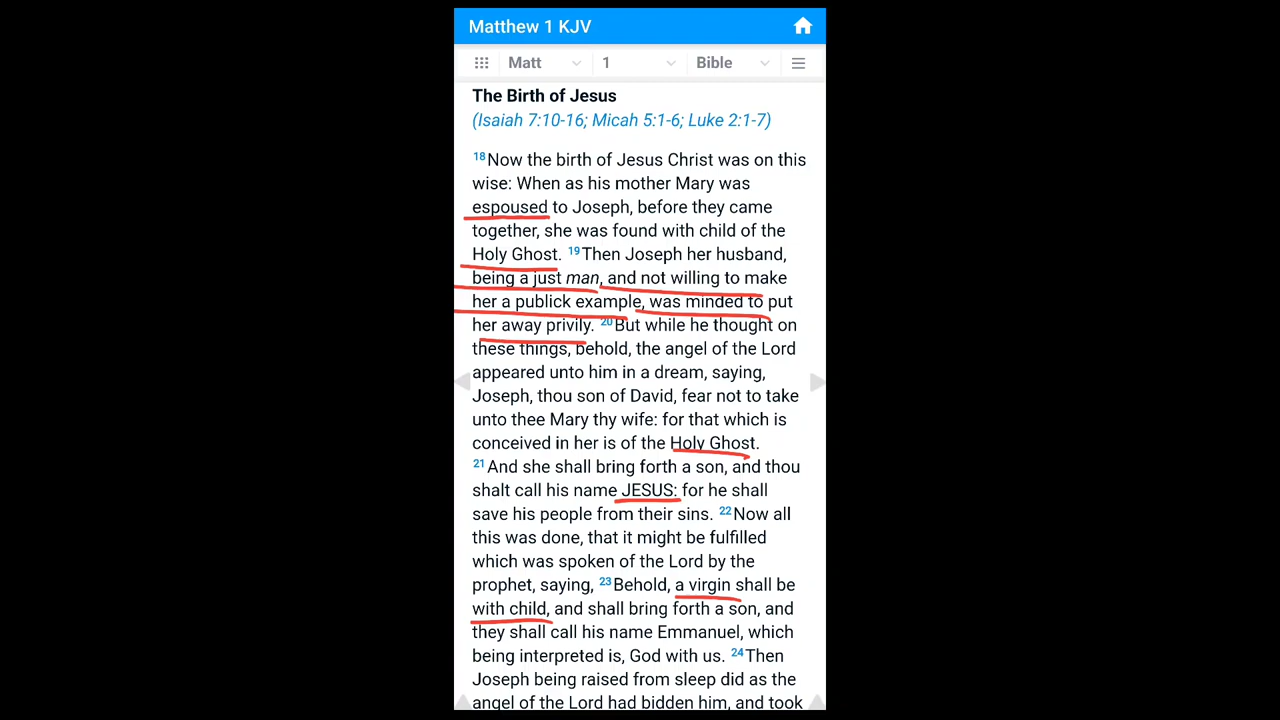 Matthew 1 KJV
Matt 1 Bible
The Birth of Jesus
(Isaiah 7:10-16; Micah 5:1-6; Luke 2:1-7)
18Now the birth of Jesus Christ was on this
wise: When as his mother Mary was
espoused to Joseph, before they came
together, she was found with child of the
Holy Ghost. 19Then Joseph her husband,
being a just man, and not willing to make
her a publick example, was minded to put
her away privily. 20But while he thought on
these things, behold, the angel of the Lord
appeared unto him in a dream, saying,
Joseph, thou son of David, fear not to take
unto thee Mary thy wife: for that which is
conceived in her is of the Holy Ghost.
21And she shall bring forth a son, and thou
shalt call his name JESUS: for he shall
save his people from their sins. 22Now all
this was done, that it might be fulfilled
which was spoken of the Lord by the
prophet, saying, 23Behold, a virgin shall be
with child, and shall bring forth a son, and
they shall call his name Emmanuel, which
being interpreted is, God with us. 24Then
Joseph being raised from sleep did as the
angel of the Lord had bidden him, and took